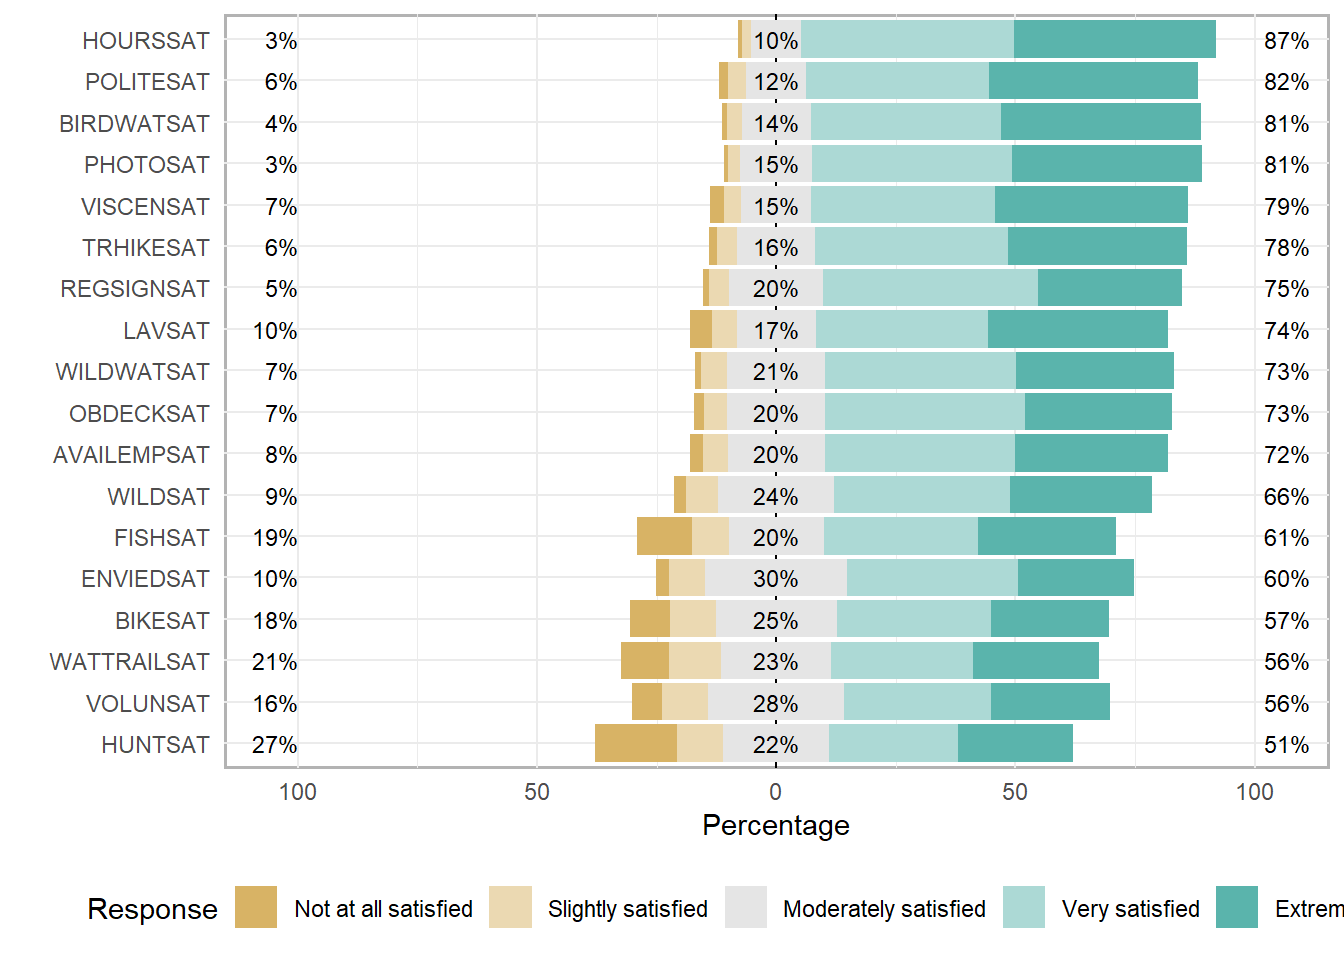 HOURSSAT 3% 10% 87%
POLITESAT 6% 12% 82%
BIRDWATSAT 4% 14% 81%
PHOTOSAT 3% 15% 81%
VISCENSAT 7% 15% 79%
TRHIKESAT 6% 16% 78%
REGSIGNSAT 5% 20% 75%
LAVSAT 10% 17% 74%
WILDWATSAT 7% 21% 73%
OBDECKSAT 7% 20% 73%
AVAILEMPSAT 8% 20% 72%
WILDSAT 9% 24% 66%
FISHSAT 19% 20% 61%
ENVIEDSAT 10% 30% 60%
BIKESAT 18% 25% 57%
WATTRAILSAT 21% 23% 56%
VOLUNSAT 16% 28% 56%
HUNTSAT 27% 22% 51%
100 50 0 50 100
Percentage
Response Not at all satisfied Slightly satisfied Moderately satisfied Very satisfied Extrem